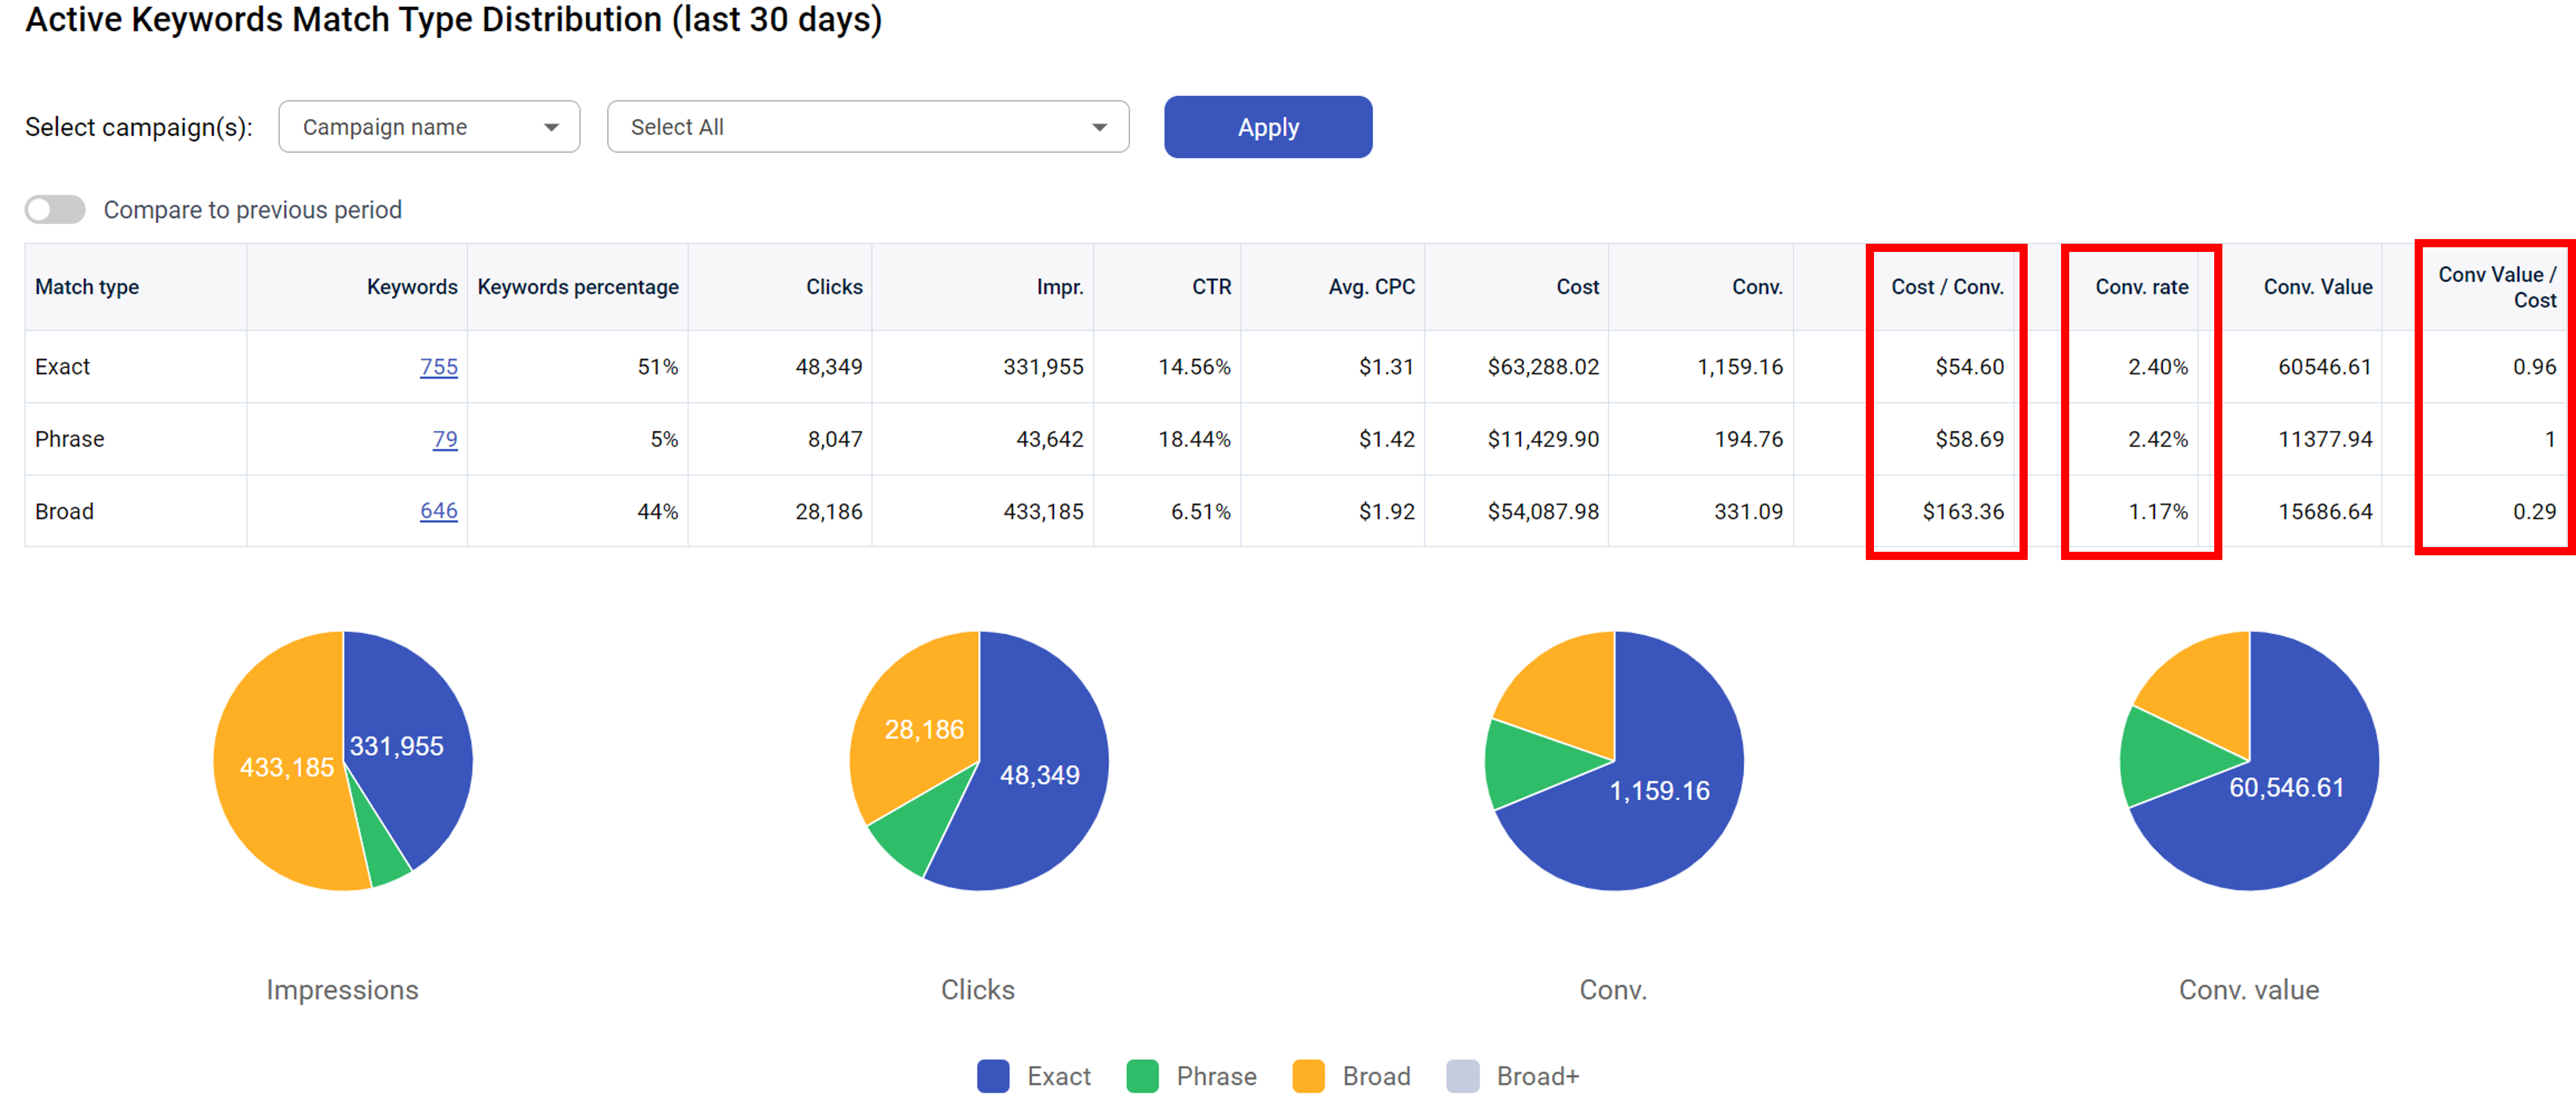 Active Keywords Match Type Distribution (last 30 days)
Select campaign(s): Campaign name Select All Apply
Compare to previous period
Match type Keywords Keywords percentage Clicks Impr. CTR Avg. CPC Cost Conv. Cost / Conv. Conv. rate Conv. Value Conv Value / Cost
Exact 755 51% 48,349 331,955 14.56% $1.31 $63,288.02 1,159.16 $54.60 2.40% 60546.61 0.96
Phrase 79 5% 8,047 43,642 18.44% $1.42 $11,429.90 194.76 $58.69 2.42% 11377.94 1
Broad 646 44% 28,186 433,185 6.51% $1.92 $54,087.98 331.09 $163.36 1.17% 15686.64 0.29
433,185 331,955
28,186 48,349
1,159.16
60,546.61
Impressions Clicks Conv. Conv. value
Exact Phrase Broad Broad+